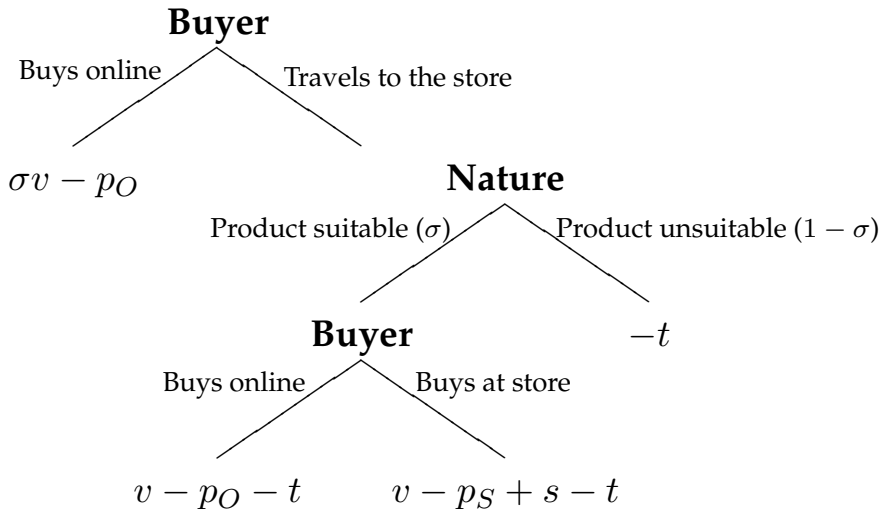 Buyer
Buys online
Travels to the store
σv − p_O
Nature
Product suitable (σ)
Product unsuitable (1 − σ)
Buyer
−t
Buys online
Buys at store
v − p_O − t
v − p_S + s − t